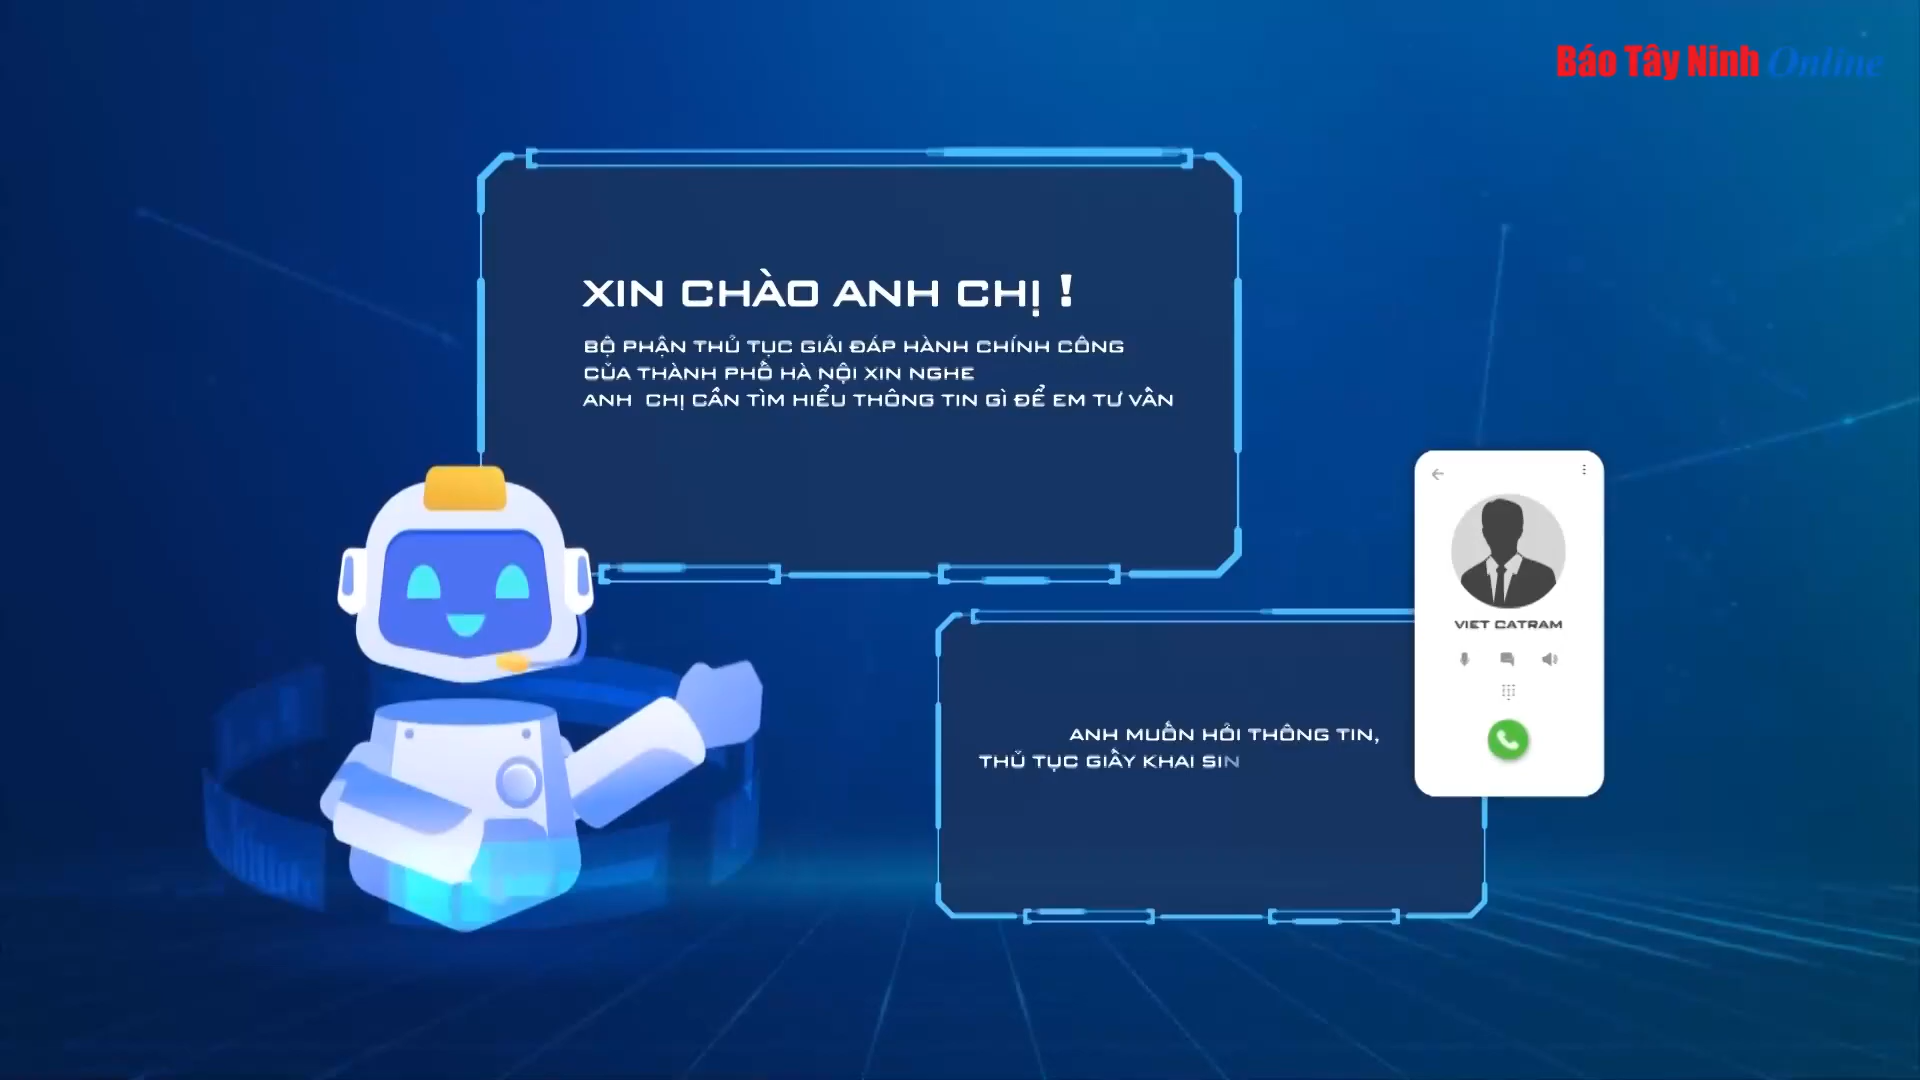 Báo Tây Ninh Online
XIN CHÀO ANH CHỊ !
BỘ PHẬN THỦ TỤC GIẢI ĐÁP HÀNH CHÍNH CÔNG
CỦA THÀNH PHỐ HÀ NỘI XIN NGHE
ANH CHỊ CẦN TÌM HIỂU THÔNG TIN GÌ ĐỂ EM TƯ VẤN
VIET CATRAM
ANH MUỐN HỎI THÔNG TIN,
THỦ TỤC GIẤY KHAI SIN